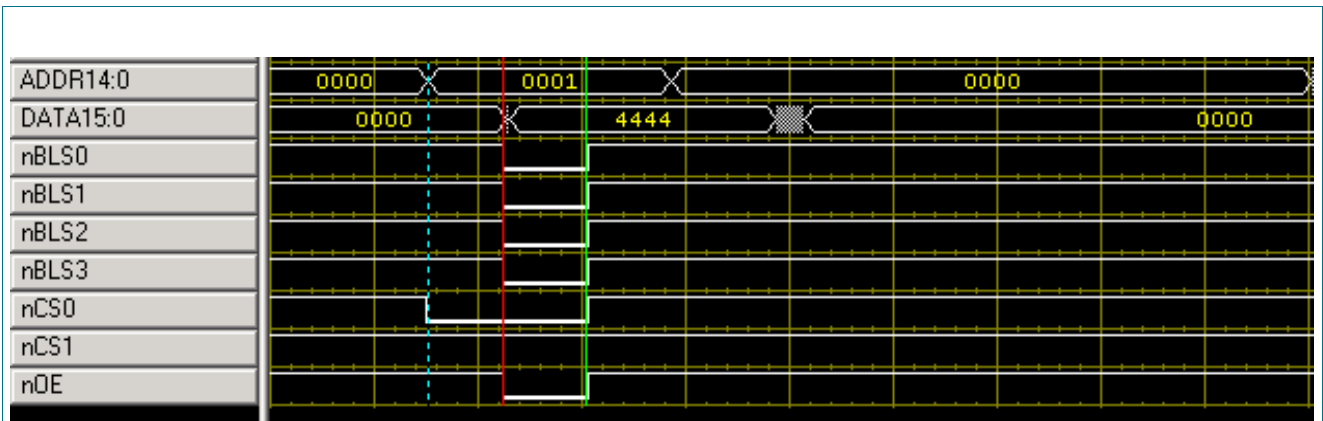 ADDR14:0 0000 0001 0000
DATA15:0 0000 4444 0000
nBLS0
nBLS1
nBLS2
nBLS3
nCS0
nCS1
nOE